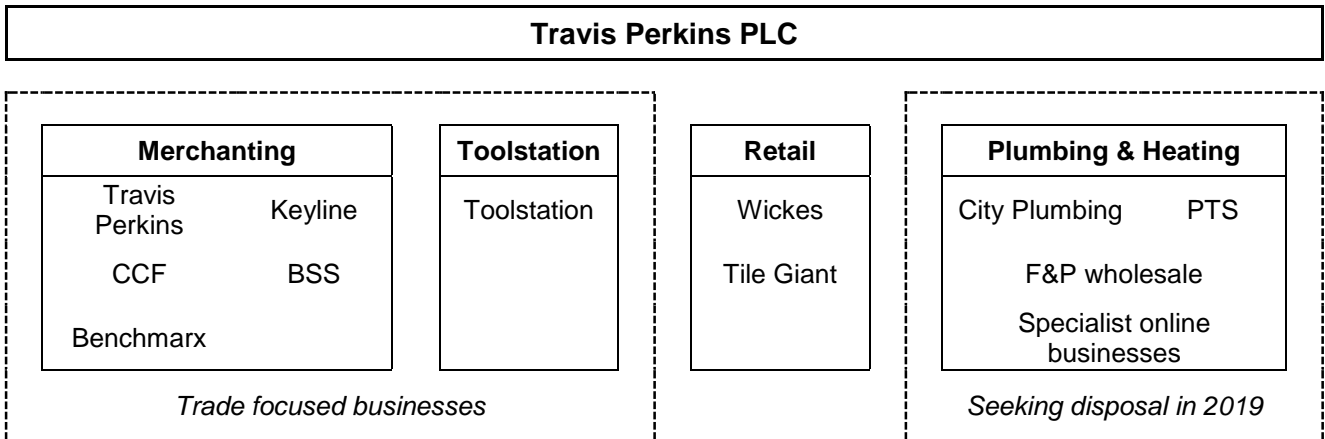 Travis Perkins PLC
Merchanting
Travis
Perkins
Keyline
CCF
BSS
Benchmarx
Toolstation
Toolstation
Retail
Wickes
Tile Giant
Plumbing & Heating
City Plumbing
PTS
F&P wholesale
Specialist online
businesses
Trade focused businesses
Seeking disposal in 2019